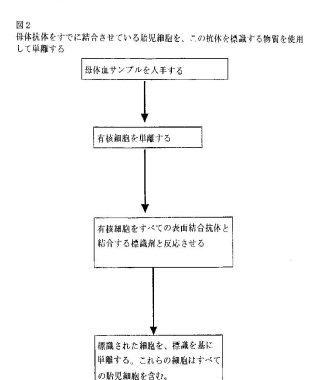 図2
母体抗体をすでに結合させている胎児細胞を、この抗体を標識する物質を使用
して単離する
母体血サンプルを入手する
有核細胞を単離する
有核細胞をすべての表面結合抗体と
結合する標識剤と反応させる
標識された細胞を、標識を基に
単離する。これらの細胞はすべて
の胎児細胞を含む。